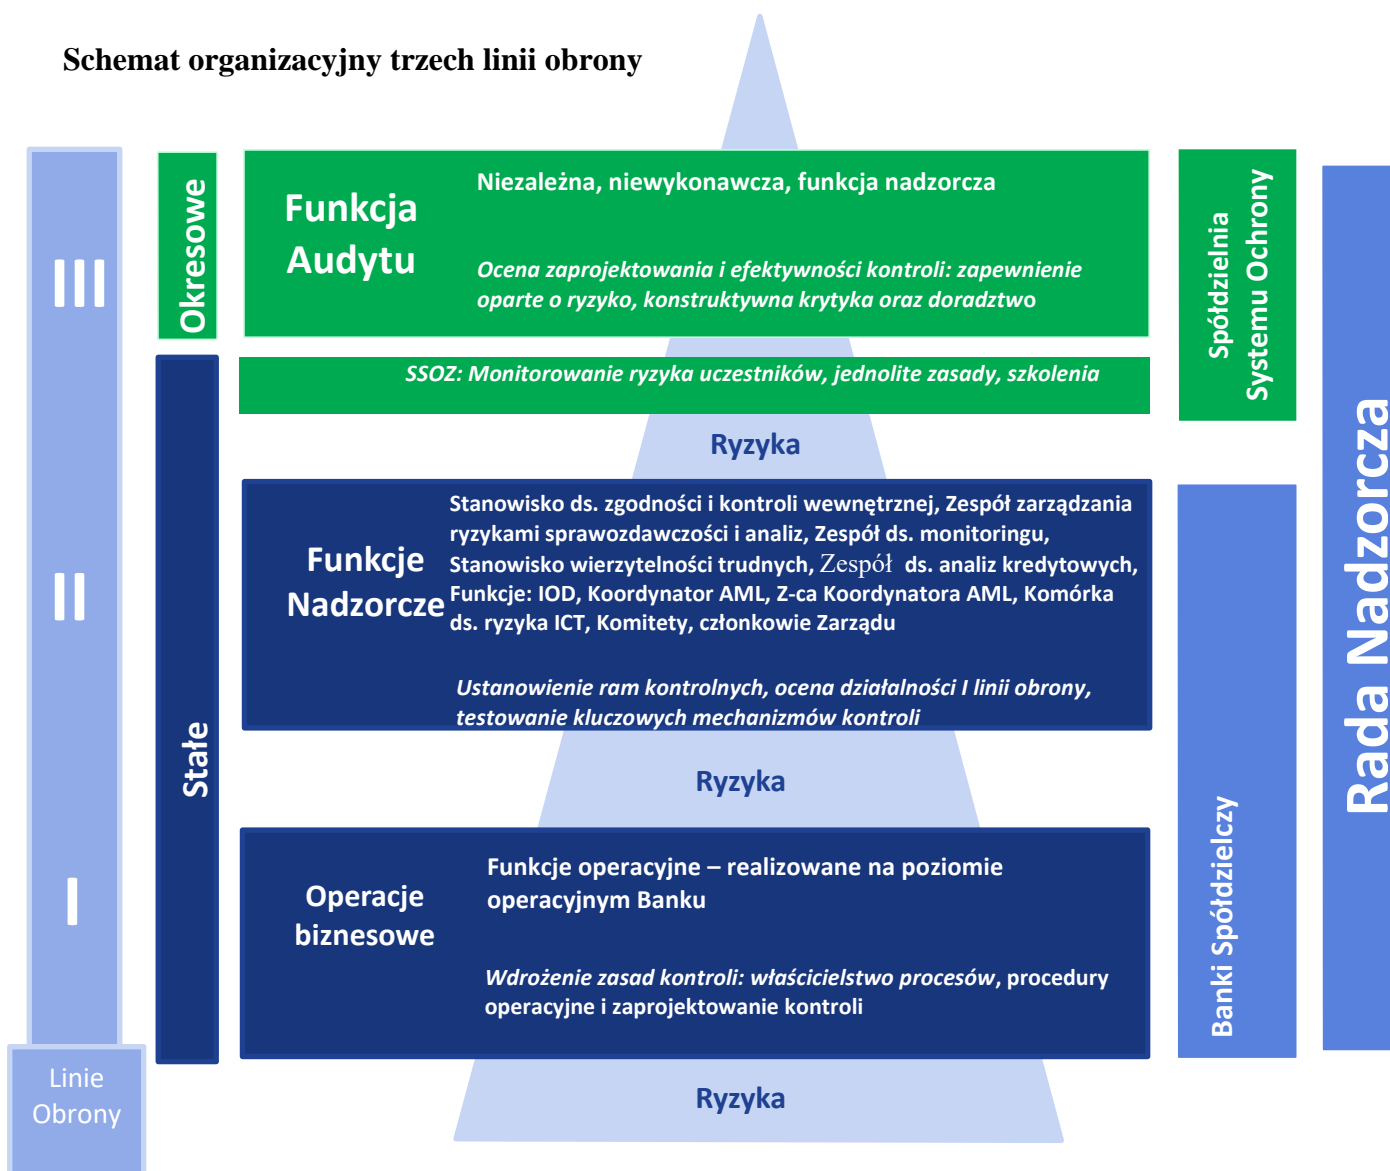 Schemat organizacyjny trzech linii obrony
III
Okresowe
Funkcja
Audytu
Niezależna, niewykonawcza, funkcja nadzorcza
Ocena zaprojektowania i efektywności kontroli: zapewnienie
oparte o ryzyko, konstruktywna krytyka oraz doradztwo
Spółdzielnia
Systemu Ochrony
Rada Nadzorcza
SSOZ: Monitorowanie ryzyka uczestników, jednolite zasady, szkolenia
Ryzyka
II
Stałe
Funkcje
Nadzorcze
Stanowisko ds. zgodności i kontroli wewnętrznej, Zespół zarządzania
ryzykami sprawozdawczości i analiz, Zespół ds. monitoringu,
Stanowisko wierzytelności trudnych, Zespół ds. analiz kredytowych,
Funkcje: IOD, Koordynator AML, Z-ca Koordynatora AML, Komórka
ds. ryzyka ICT, Komitety, członkowie Zarządu
Ustanowienie ram kontrolnych, ocena działalności I linii obrony,
testowanie kluczowych mechanizmów kontroli
Banki Spółdzielczy
Ryzyka
I
Operacje
biznesowe
Funkcje operacyjne – realizowane na poziomie
operacyjnym Banku
Wdrożenie zasad kontroli: właścicielstwo procesów, procedury
operacyjne i zaprojektowanie kontroli
Linie
Obrony
Ryzyka